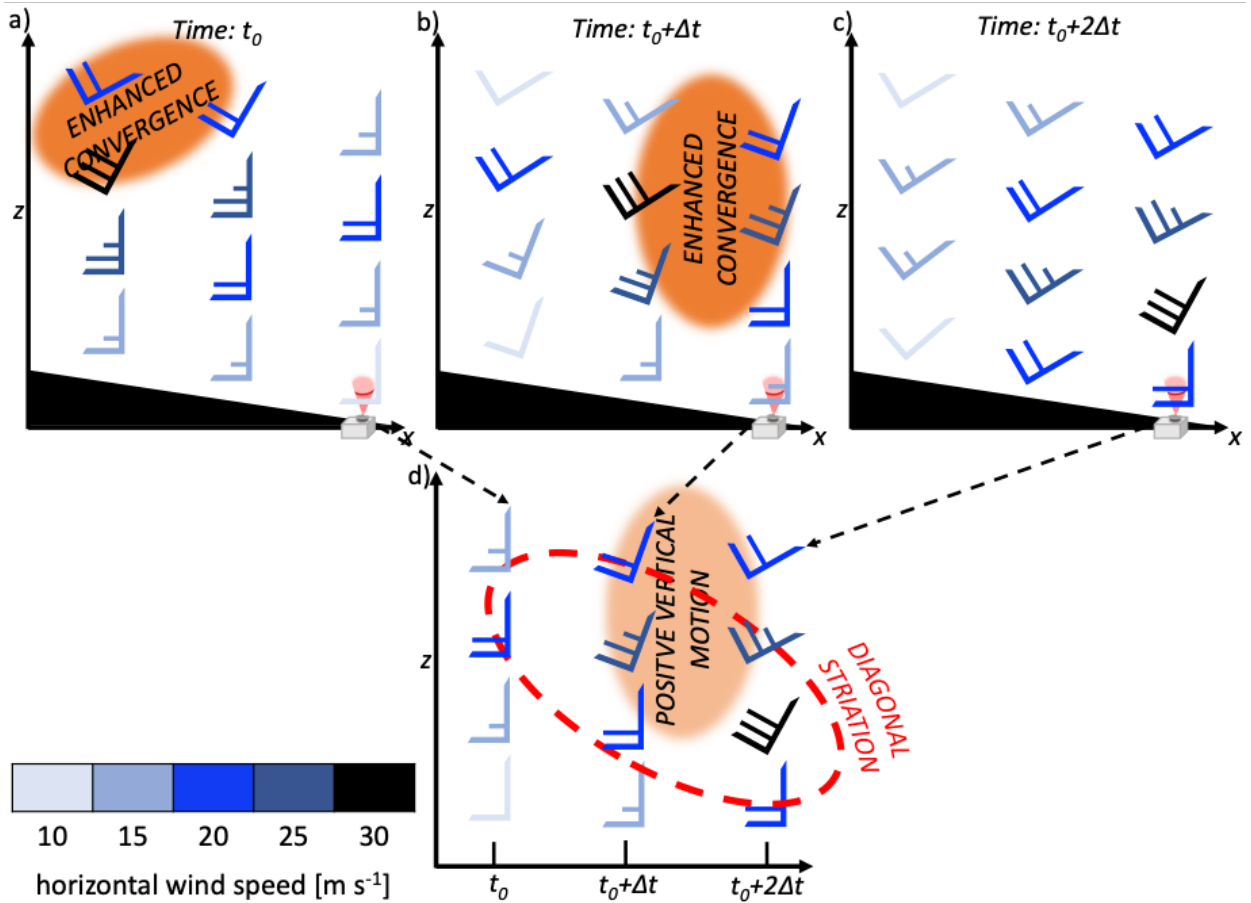 a)
Time: t0
ENHANCED
CONVERGENCE
z
x
b)
Time: t0+Δt
ENHANCED
CONVERGENCE
z
x
c)
Time: t0+2Δt
z
x
d)
POSITVE VERTICAL
MOTION
DIAGONAL
STRIATION
z
t0
t0+Δt
t0+2Δt
10 15 20 25 30
horizontal wind speed [m s-1]